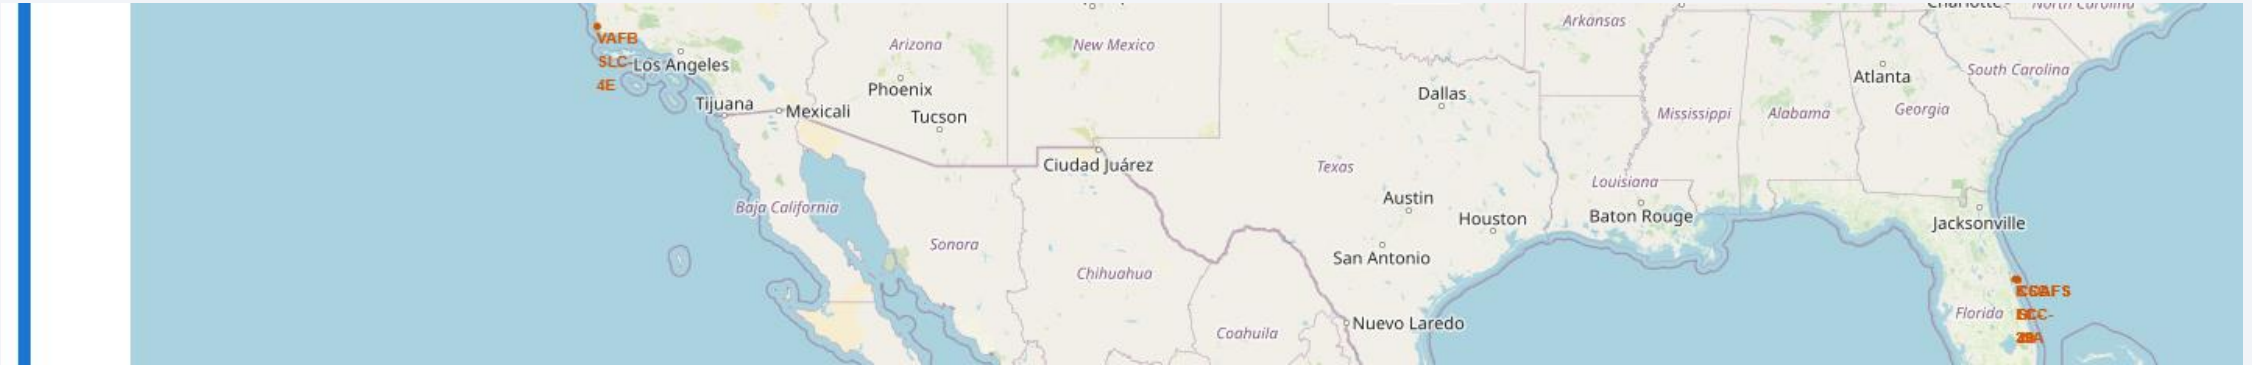 North Carolina
Arkansas
VAFB
SLC-
4E
Los Angeles
Arizona
New Mexico
Phoenix
Dallas
Atlanta
South Carolina
Tijuana
Mexicali
Tucson
Mississippi
Alabama
Georgia
Ciudad Juárez
Texas
Louisiana
Baja California
Austin
Houston
Baton Rouge
Jacksonville
Sonora
San Antonio
Chihuahua
Florida
Nuevo Laredo
Coahuila